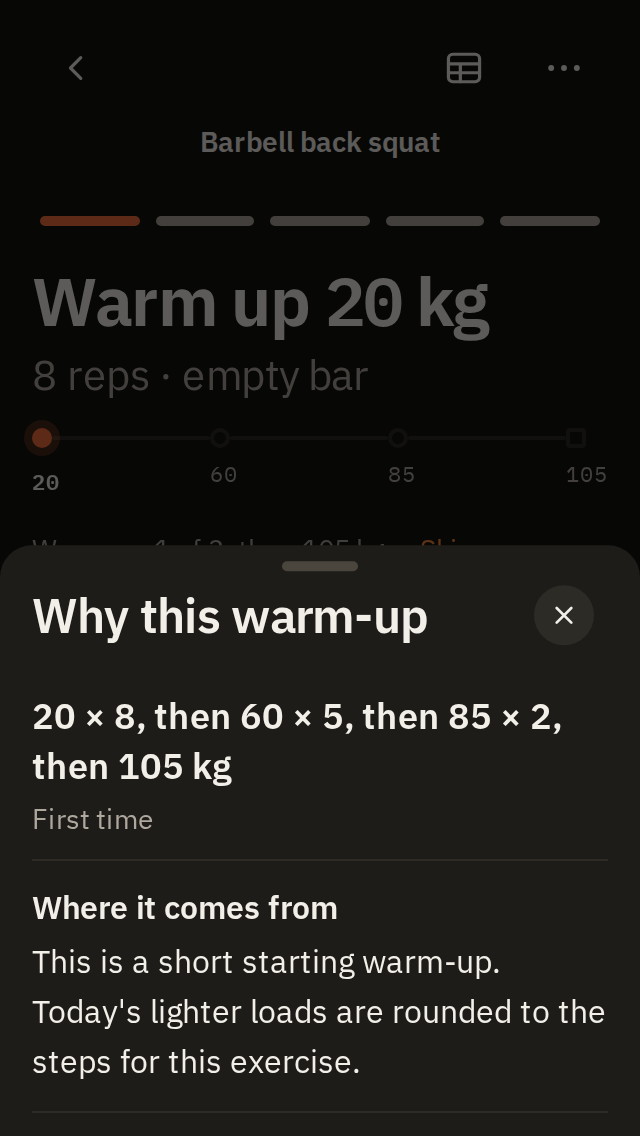 Barbell back squat
Warm up 20 kg
8 reps · empty bar
20 60 85 105
Why this warm-up
20 × 8, then 60 × 5, then 85 × 2,
then 105 kg
First time
Where it comes from
This is a short starting warm-up.
Today's lighter loads are rounded to the
steps for this exercise.